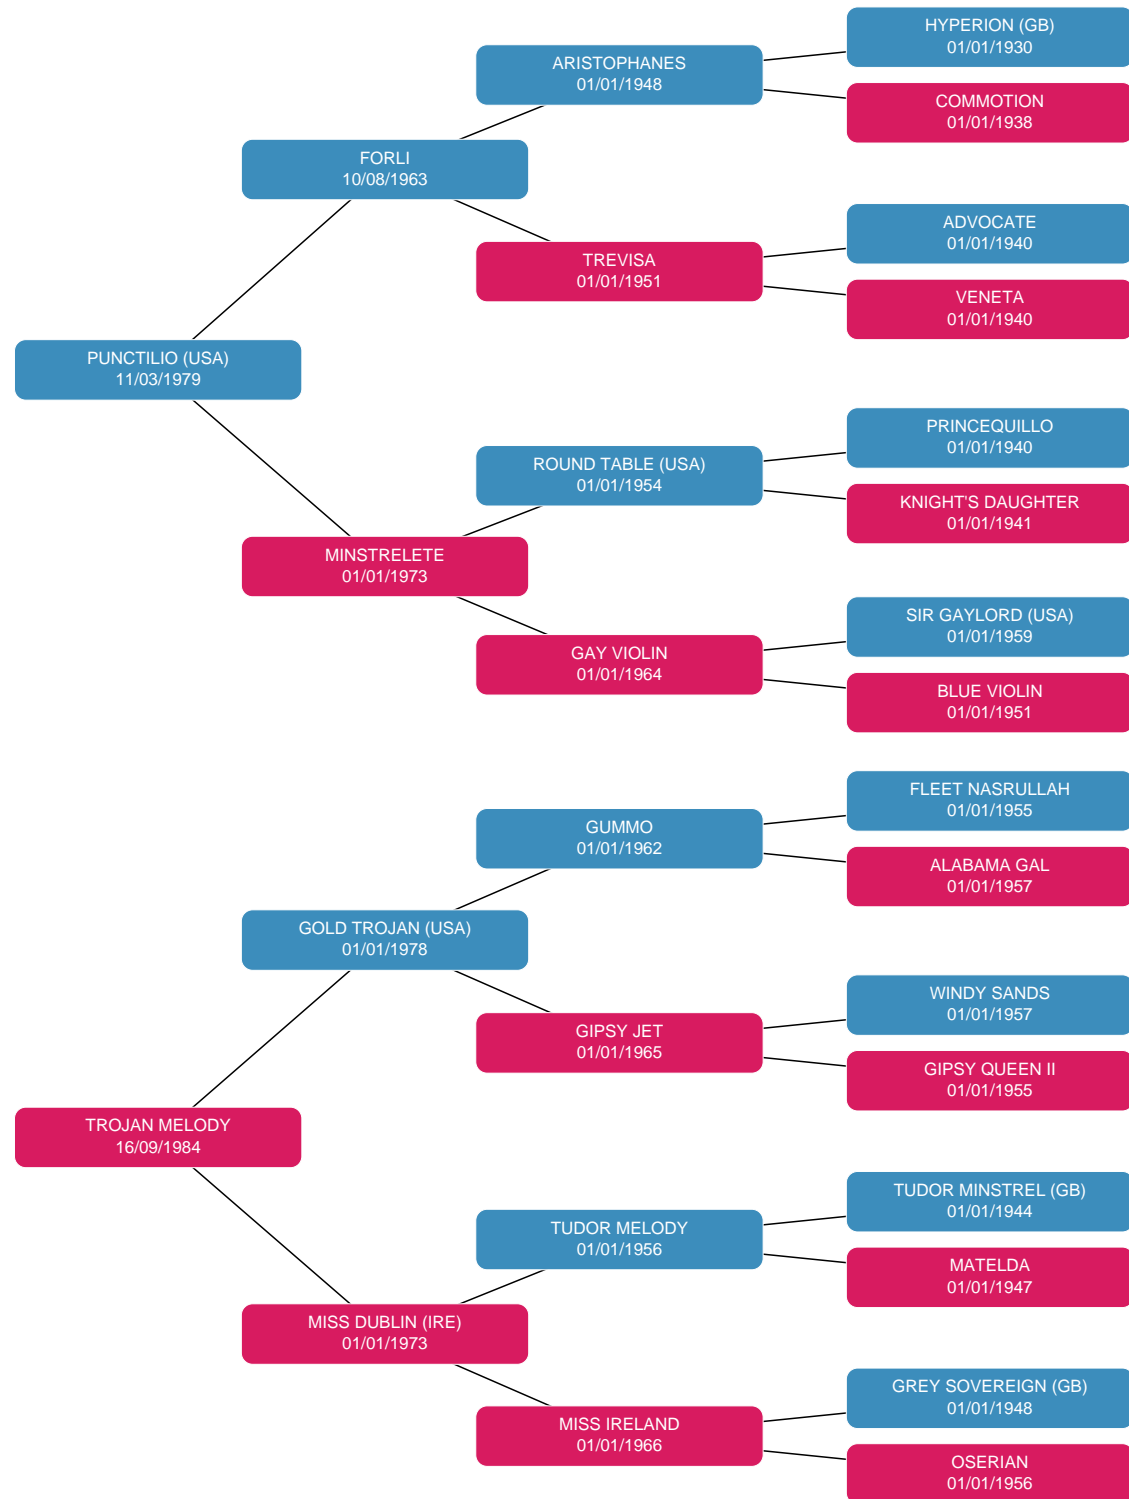 HYPERION (GB)
01/01/1930
ARISTOPHANES
01/01/1948
COMMOTION
01/01/1938
FORLI
10/08/1963
ADVOCATE
01/01/1940
TREVISA
01/01/1951
VENETA
01/01/1940
PUNCTILIO (USA)
11/03/1979
PRINCEQUILLO
01/01/1940
ROUND TABLE (USA)
01/01/1954
KNIGHT'S DAUGHTER
01/01/1941
MINSTRELETE
01/01/1973
SIR GAYLORD (USA)
01/01/1959
GAY VIOLIN
01/01/1964
BLUE VIOLIN
01/01/1951
FLEET NASRULLAH
01/01/1955
GUMMO
01/01/1962
ALABAMA GAL
01/01/1957
GOLD TROJAN (USA)
01/01/1978
WINDY SANDS
01/01/1957
GIPSY JET
01/01/1965
GIPSY QUEEN II
01/01/1955
TROJAN MELODY
16/09/1984
TUDOR MINSTREL (GB)
01/01/1944
TUDOR MELODY
01/01/1956
MATELDA
01/01/1947
MISS DUBLIN (IRE)
01/01/1973
GREY SOVEREIGN (GB)
01/01/1948
MISS IRELAND
01/01/1966
OSERIAN
01/01/1956